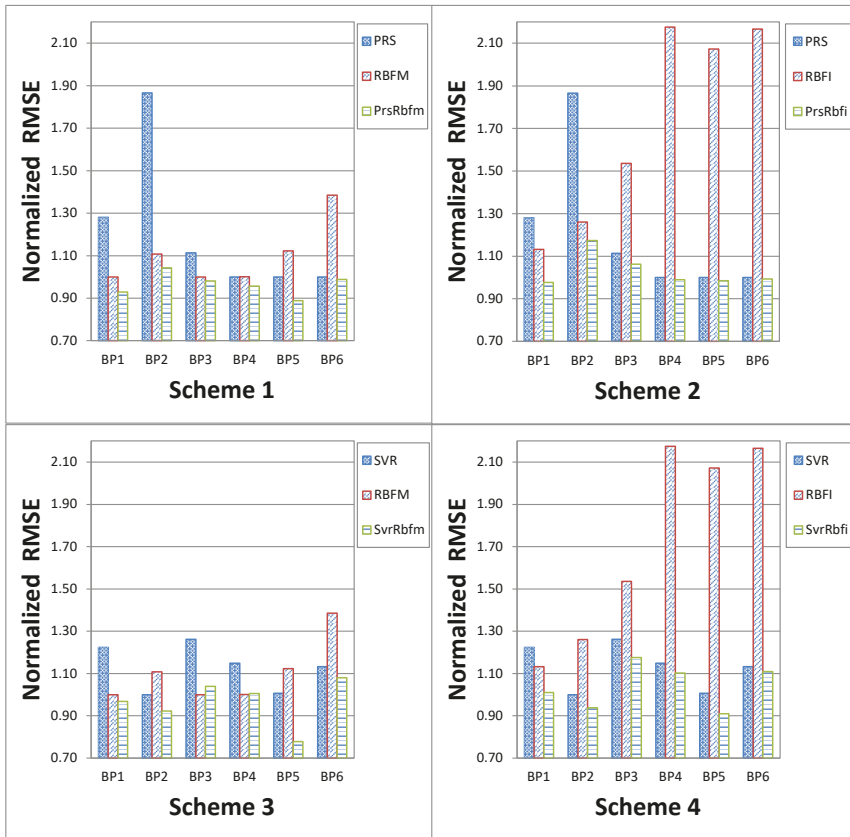 Normalized RMSE
2.10
1.90
1.70
1.50
1.30
1.10
0.90
0.70
BP1 BP2 BP3 BP4 BP5 BP6
PRS
RBFM
PrsRbfm
Scheme 1
Normalized RMSE
2.10
1.90
1.70
1.50
1.30
1.10
0.90
0.70
BP1 BP2 BP3 BP4 BP5 BP6
PRS
RBFI
PrsRbfi
Scheme 2
Normalized RMSE
2.10
1.90
1.70
1.50
1.30
1.10
0.90
0.70
BP1 BP2 BP3 BP4 BP5 BP6
SVR
RBFM
SvrRbfm
Scheme 3
Normalized RMSE
2.10
1.90
1.70
1.50
1.30
1.10
0.90
0.70
BP1 BP2 BP3 BP4 BP5 BP6
SVR
RBFI
SvrRbfi
Scheme 4